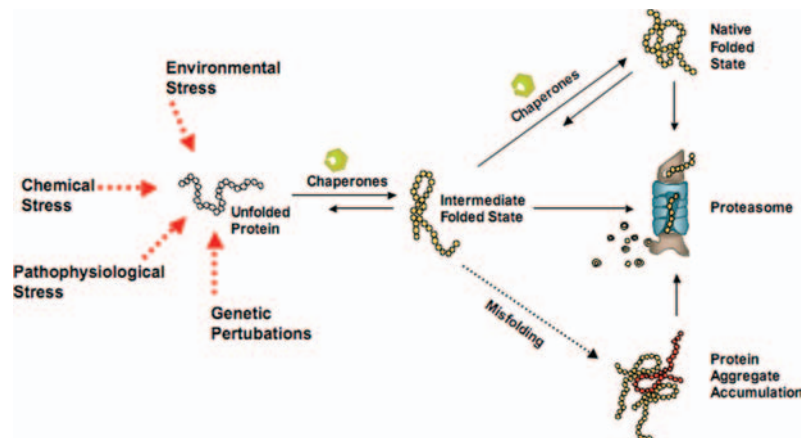 Environmental
Stress
Chemical
Stress
Pathophysiological
Stress
Genetic
Pertubations
Unfolded
Protein
Chaperones
Intermediate
Folded State
Chaperones
Misfolding
Native
Folded
State
Proteasome
Protein
Aggregate
Accumulation